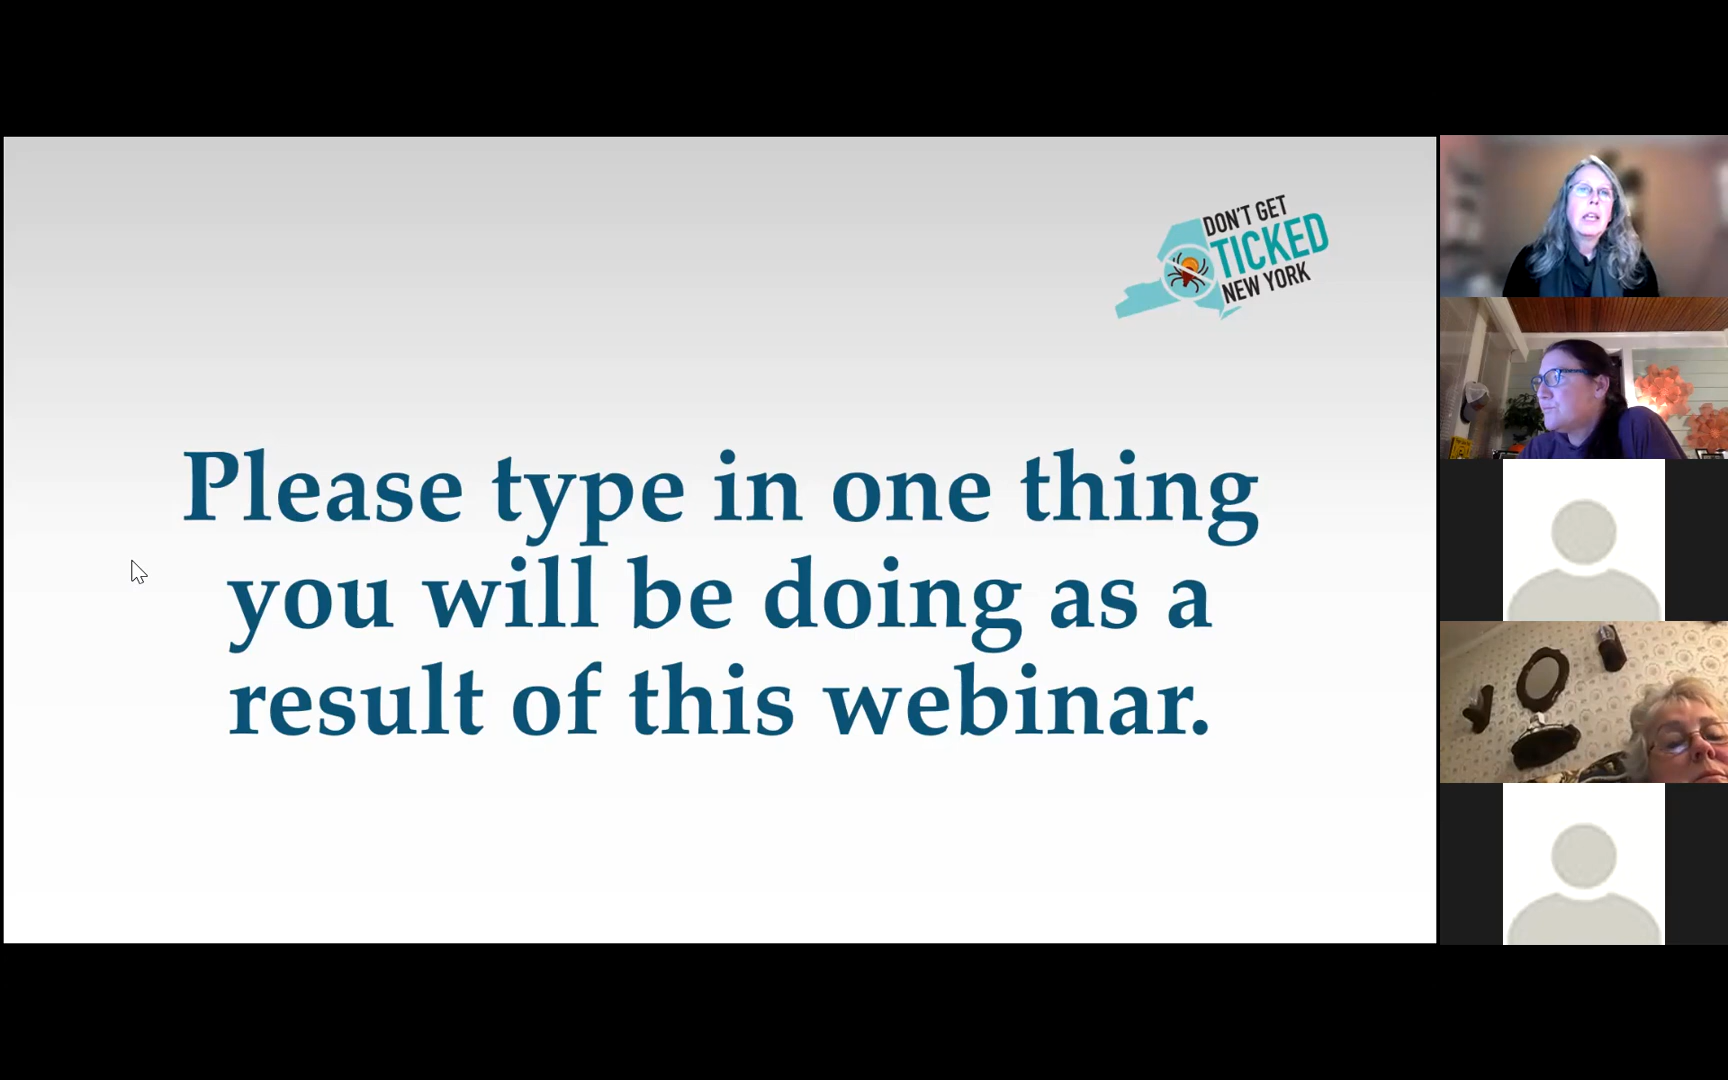 DON'T GET
TICKED
NEW YORK
Please type in one thing
you will be doing as a
result of this webinar.